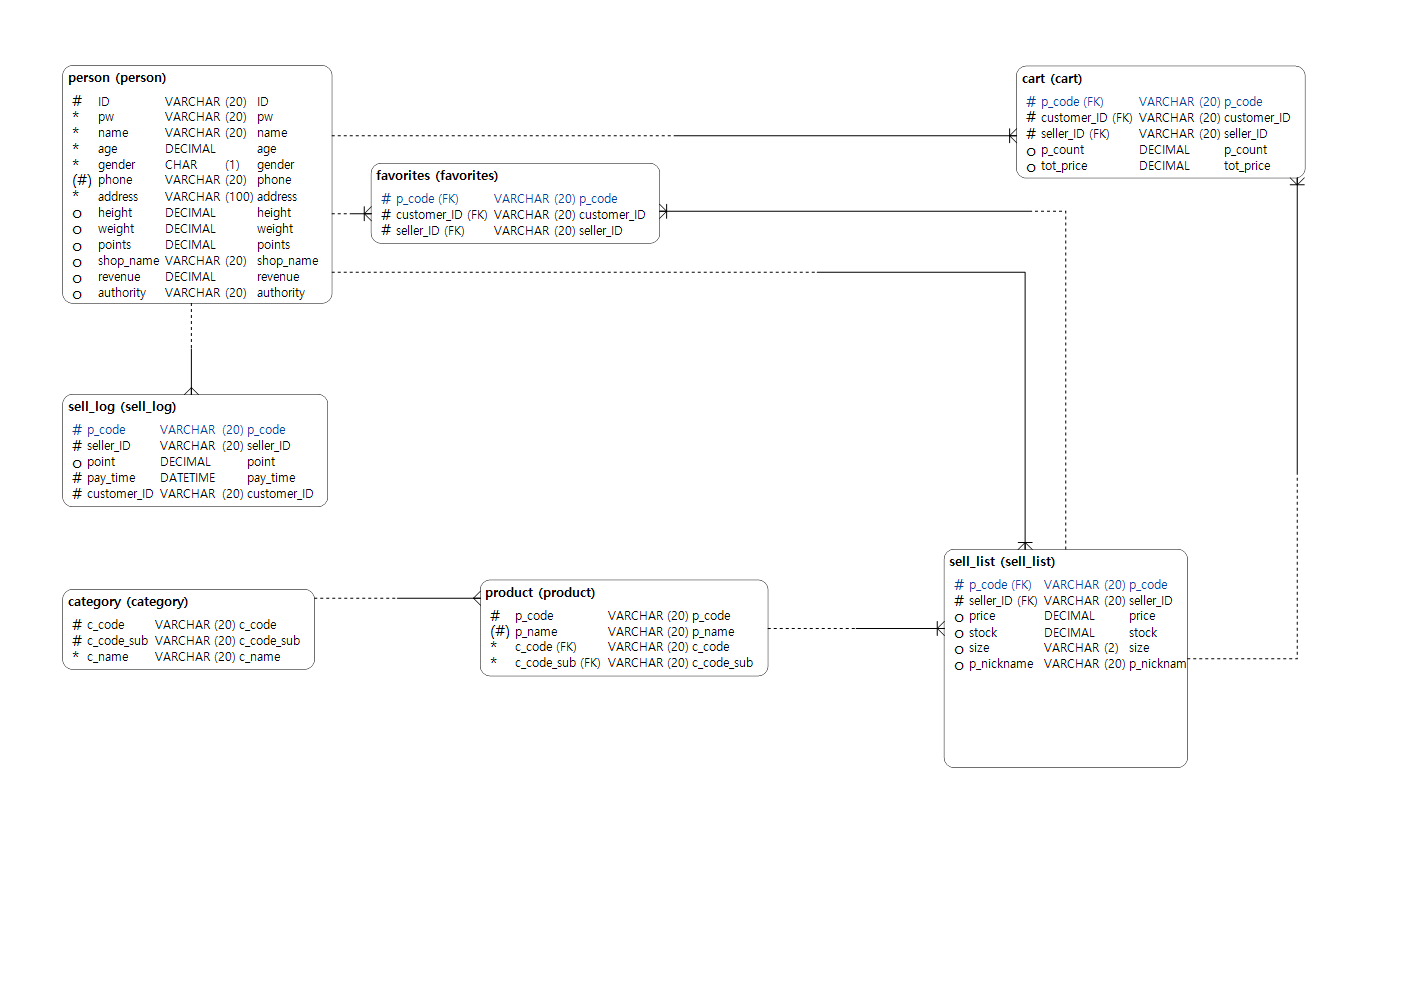 person (person)
# ID VARCHAR (20) ID
* pw VARCHAR (20) pw
* name VARCHAR (20) name
* age DECIMAL age
* gender CHAR (1) gender
(#) phone VARCHAR (20) phone
* address VARCHAR (100) address
o height DECIMAL height
o weight DECIMAL weight
o points DECIMAL points
o shop_name VARCHAR (20) shop_name
o revenue DECIMAL revenue
o authority VARCHAR (20) authority
cart (cart)
# p_code (FK) VARCHAR (20) p_code
# customer_ID (FK) VARCHAR (20) customer_ID
# seller_ID (FK) VARCHAR (20) seller_ID
o p_count DECIMAL p_count
o tot_price DECIMAL tot_price
favorites (favorites)
# p_code (FK) VARCHAR (20) p_code
# customer_ID (FK) VARCHAR (20) customer_ID
# seller_ID (FK) VARCHAR (20) seller_ID
sell_log (sell_log)
# p_code VARCHAR (20) p_code
# seller_ID VARCHAR (20) seller_ID
o point DECIMAL point
# pay_time DATETIME pay_time
# customer_ID VARCHAR (20) customer_ID
category (category)
# c_code VARCHAR (20) c_code
# c_code_sub VARCHAR (20) c_code_sub
* c_name VARCHAR (20) c_name
product (product)
# p_code VARCHAR (20) p_code
(#) p_name VARCHAR (20) p_name
* c_code (FK) VARCHAR (20) c_code
* c_code_sub (FK) VARCHAR (20) c_code_sub
sell_list (sell_list)
# p_code (FK) VARCHAR (20) p_code
# seller_ID (FK) VARCHAR (20) seller_ID
o price DECIMAL price
o stock DECIMAL stock
o size VARCHAR (2) size
o p_nickname VARCHAR (20) p_nicknam